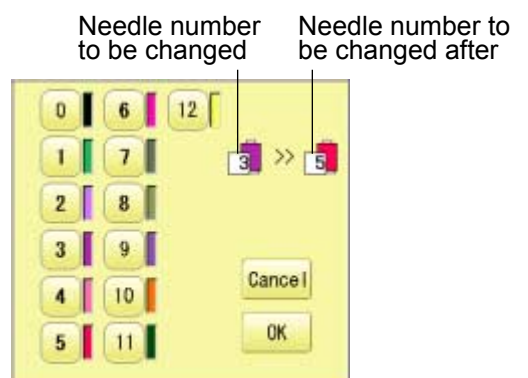 Needle number to be changed
Needle number to be changed after
0 6 12
1 7 3 >> 5
2 8
3 9
4 10 Cancel
5 11 OK